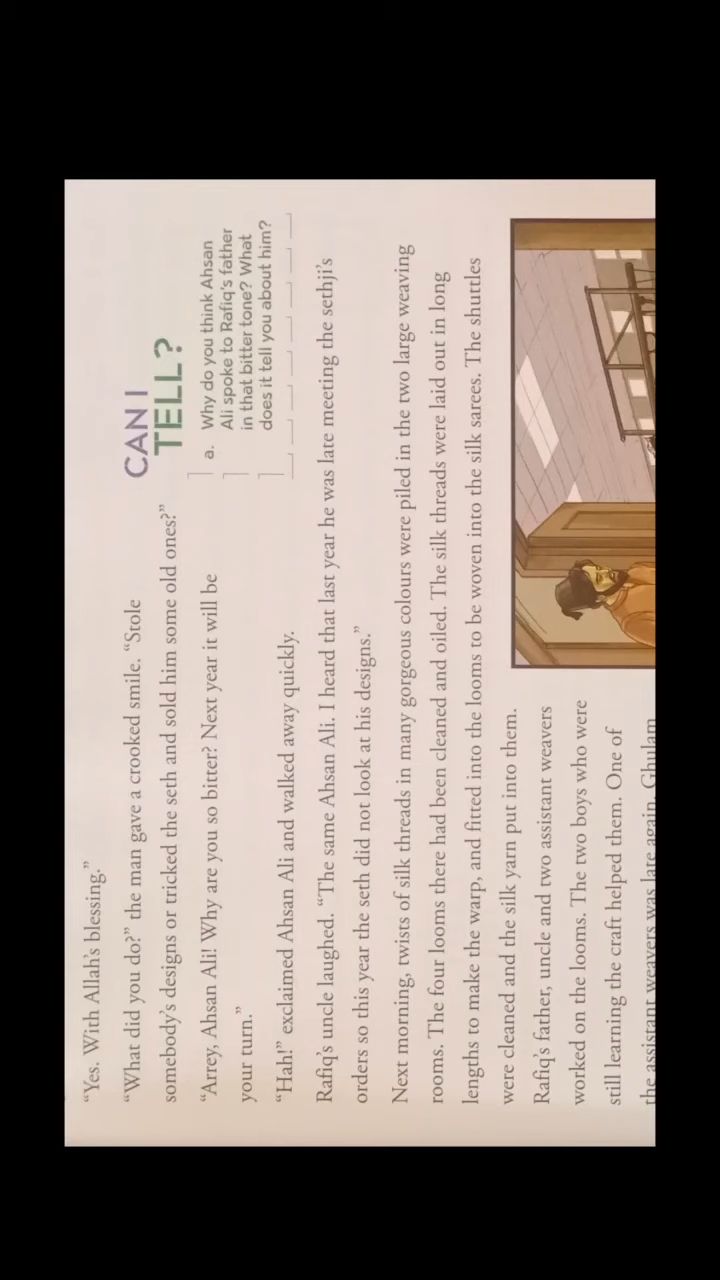 “Yes. With Allah’s blessing.”
“What did you do?” the man gave a crooked smile. “Stole
somebody’s designs or tricked the seth and sold him some old ones?”
“Arrey, Ahsan Ali! Why are you so bitter? Next year it will be
your turn.”
“Hah!” exclaimed Ahsan Ali and walked away quickly.
CAN I
TELL?
a. Why do you think Ahsan
Ali spoke to Rafiq’s father
in that bitter tone? What
does it tell you about him?
Rafiq’s uncle laughed. “The same Ahsan Ali. I heard that last year he was late meeting the sethji’s
orders so this year the seth did not look at his designs.”
Next morning, twists of silk threads in many gorgeous colours were piled in the two large weaving
rooms. The four looms there had been cleaned and oiled. The silk threads were laid out in long
lengths to make the warp, and fitted into the looms to be woven into the silk sarees. The shuttles
were cleaned and the silk yarn put into them.
Rafiq’s father, uncle and two assistant weavers
worked on the looms. The two boys who were
still learning the craft helped them. One of
the assistant weavers was late again. Ghulam